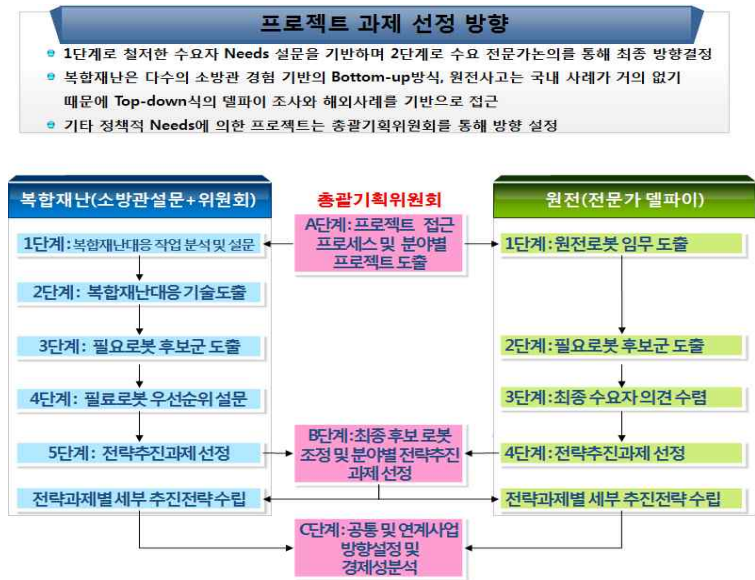 프로젝트 과제 선정 방향
1단계로 철저한 수요자 Needs 설문을 기반하며 2단계로 수요 전문가논의를 통해 최종 방향결정
복합재난은 다수의 소방관 경험 기반의 Bottom-up방식, 원전사고는 국내 사례가 거의 없기
때문에 Top-down식의 델파이 조사와 해외사례를 기반으로 접근
기타 정책적 Needs에 의한 프로젝트는 총괄기획위원회를 통해 방향 설정
복합재난(소방관설문+위원회)
1단계:복합재난대응 작업 분석 및 설문
2단계: 복합재난대응 기술도출
3단계: 필요로봇 후보군 도출
4단계: 필료로봇 우선순위 설문
5단계: 전략추진과제 선정
전략과제별 세부 추진전략 수립
총괄기획위원회
A단계:프로젝트 접근
프로세스 및 분야별
프로젝트 도출
B단계:최종 후보 로봇
조정 및 분야별 전략추진
과제 선정
C단계:공통 및 연계사업
방향설정 및
경제성분석
원전(전문가 델파이)
1단계:원전로봇 임무 도출
2단계:필요로봇 후보군 도출
3단계:최종 수요자 의견 수렴
4단계:전략추진과제 선정
전략과제별 세부 추진전략 수립